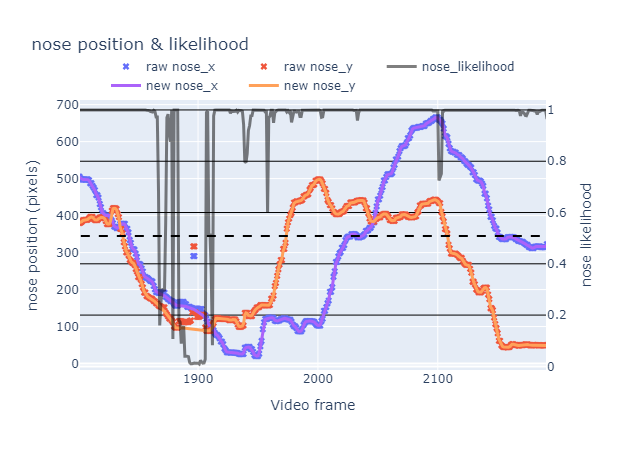 nose position & likelihood
raw nose_x raw nose_y nose_likelihood
new nose_x new nose_y
nose position (pixels)
700
600
500
400
300
200
100
0
1
0.8
0.6
0.4
0.2
0
nose likelihood
1900 2000 2100
Video frame